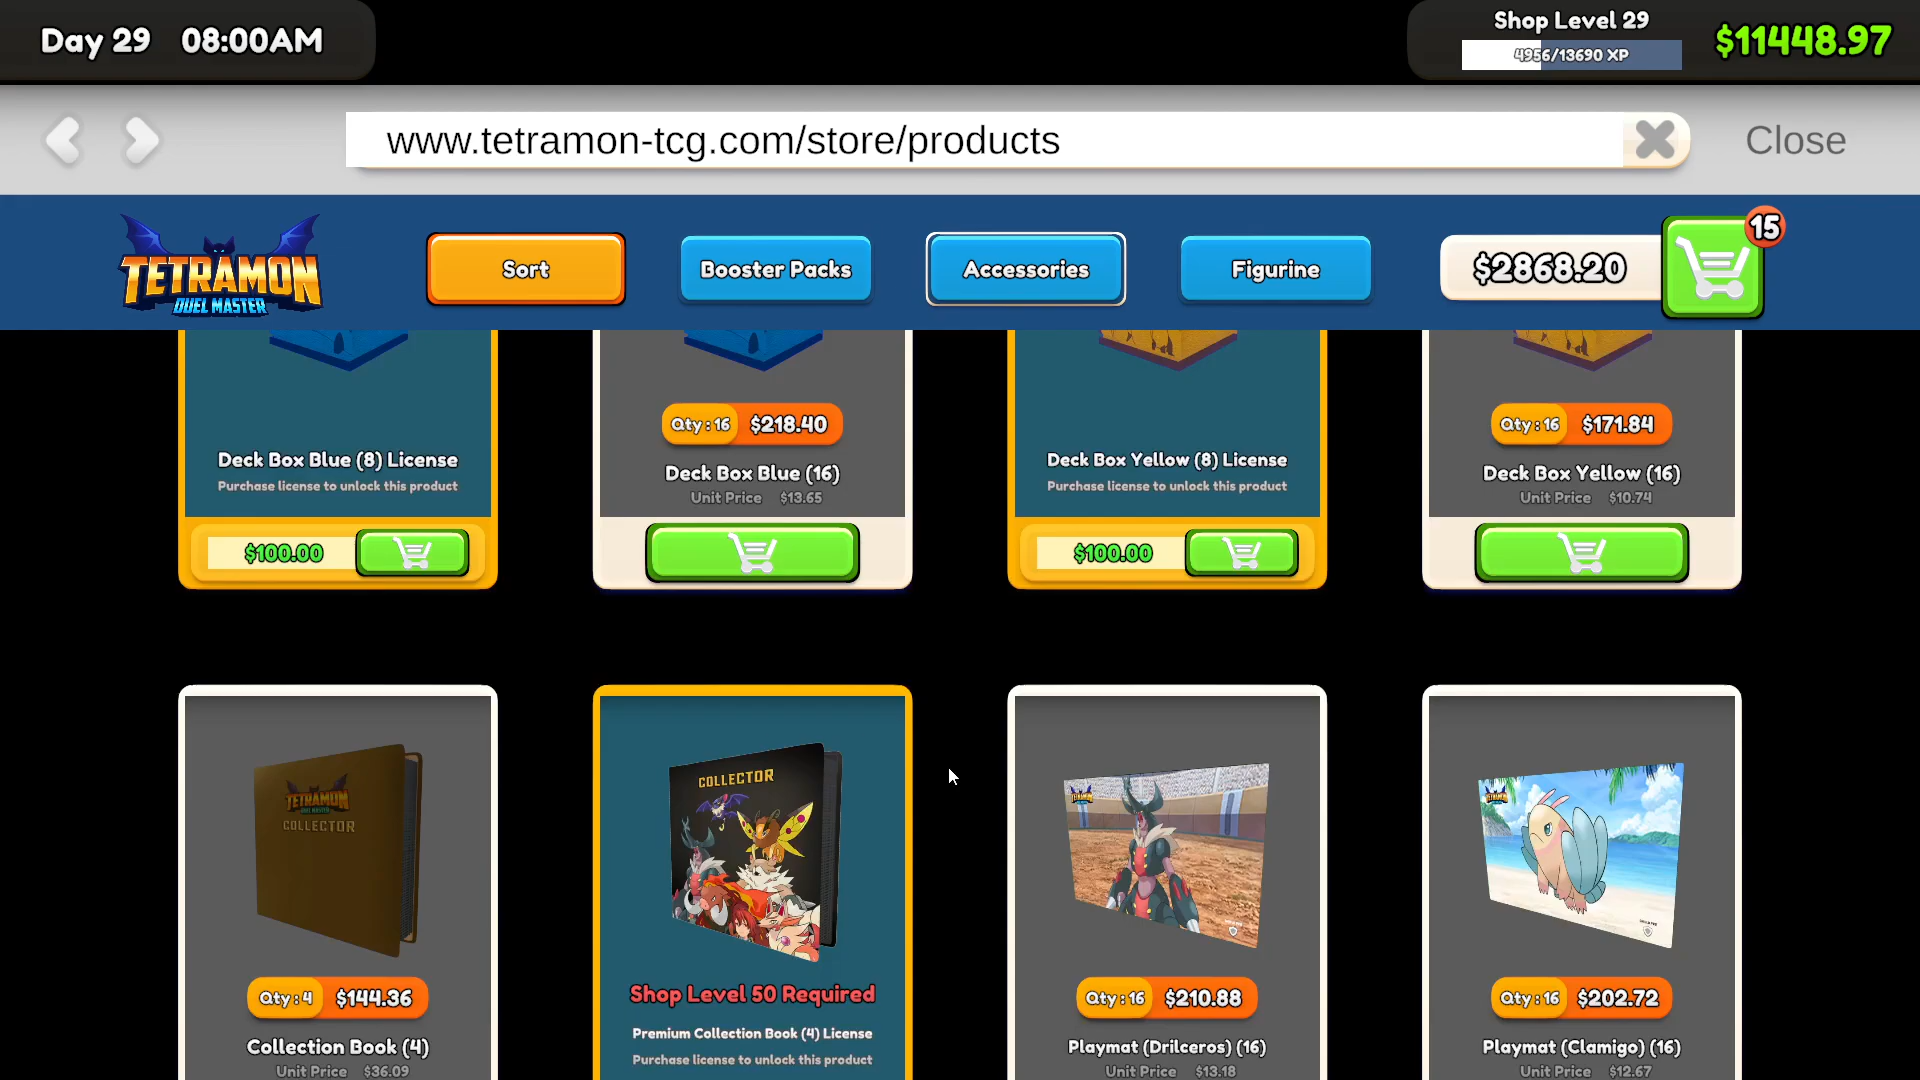 Day 29 08:00AM
Shop Level 29
4956/13690 XP
$11448.97
www.tetramon-tcg.com/store/products
Close
TETRAMON
DUEL MASTER
Sort
Booster Packs
Accessories
Figurine
$2868.20
15
Deck Box Blue (8) License
Purchase license to unlock this product
$100.00
Qty : 16 $218.40
Deck Box Blue (16)
Unit Price $13.65
Deck Box Yellow (8) License
Purchase license to unlock this product
$100.00
Qty : 16 $171.84
Deck Box Yellow (16)
Unit Price $10.74
TETRAMON
COLLECTOR
Qty : 4 $144.36
Collection Book (4)
Unit Price $36.09
COLLECTOR
Shop Level 50 Required
Premium Collection Book (4) License
Purchase license to unlock this product
TETRAMON
Qty : 16 $210.88
Playmat (Drilceros) (16)
Unit Price $13.18
TETRAMON
Qty : 16 $202.72
Playmat (Clamigo) (16)
Unit Price $12.67